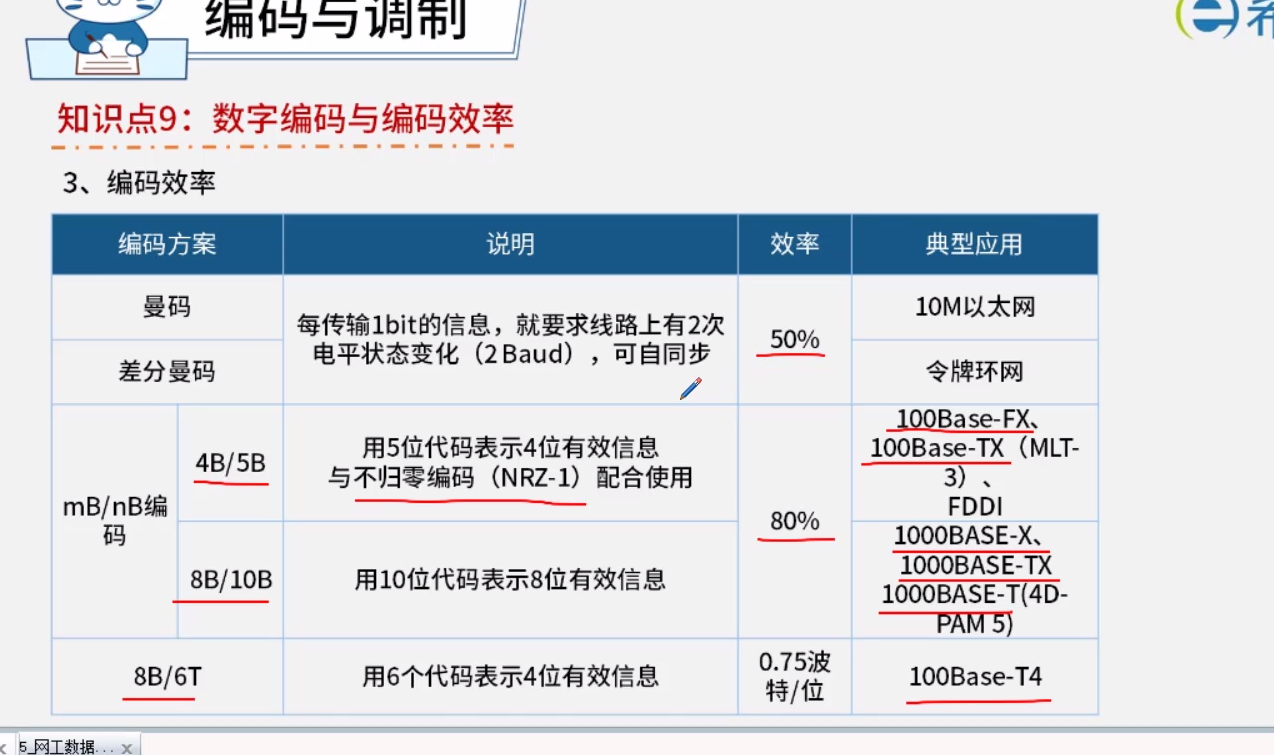 编码与调制
知识点9：数字编码与编码效率
3、编码效率
编码方案
说明
效率
典型应用
曼码
每传输1bit的信息，就要求线路上有2次
电平状态变化（2 Baud），可自同步
50%
10M以太网
差分曼码
令牌环网
mB/nB编
码
4B/5B
用5位代码表示4位有效信息
与不归零编码（NRZ-1）配合使用
80%
100Base-FX、
100Base-TX（MLT-
3）、
FDDI
8B/10B
用10位代码表示8位有效信息
1000BASE-X、
1000BASE-TX
1000BASE-T(4D-
PAM 5)
8B/6T
用6个代码表示4位有效信息
0.75波
特/位
100Base-T4
5_网工数据...